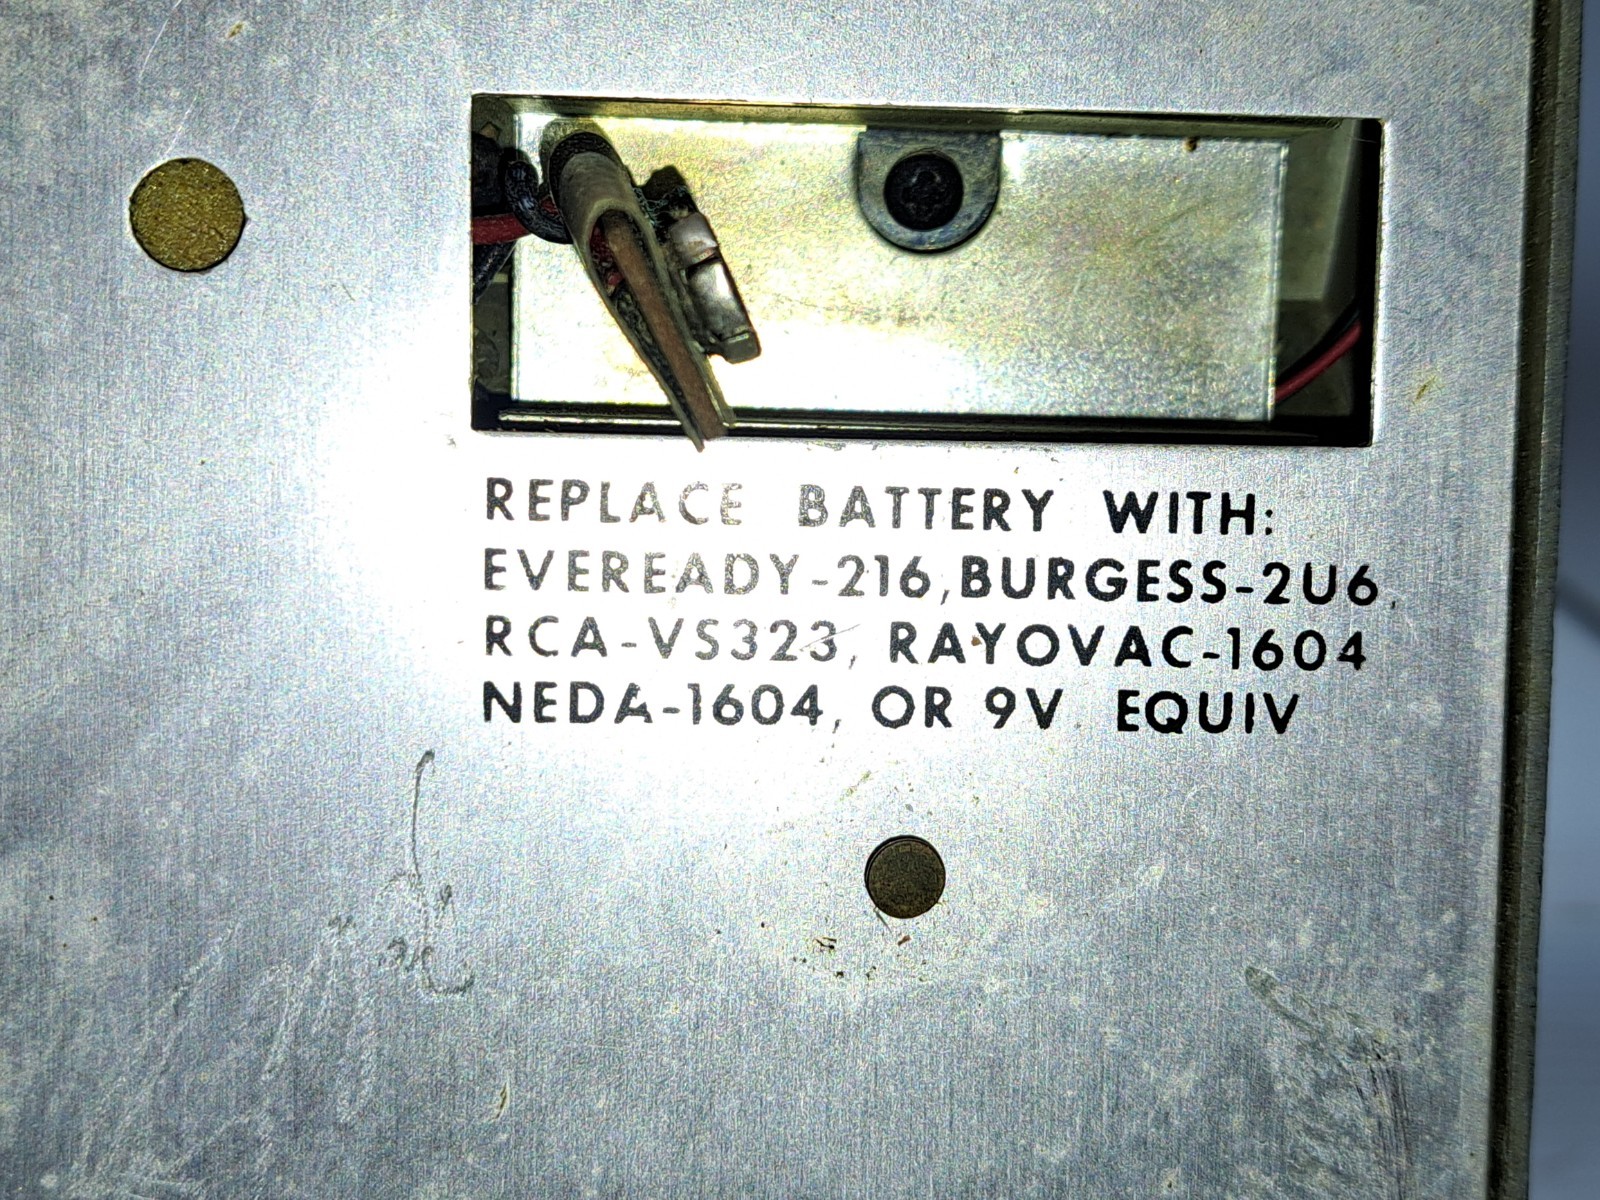 REPLACE BATTERY WITH:
EVEREADY-216, BURGESS-2U6,
RCA-VS323, RAYOVAC-1604
NEDA-1604, OR 9V EQUIV